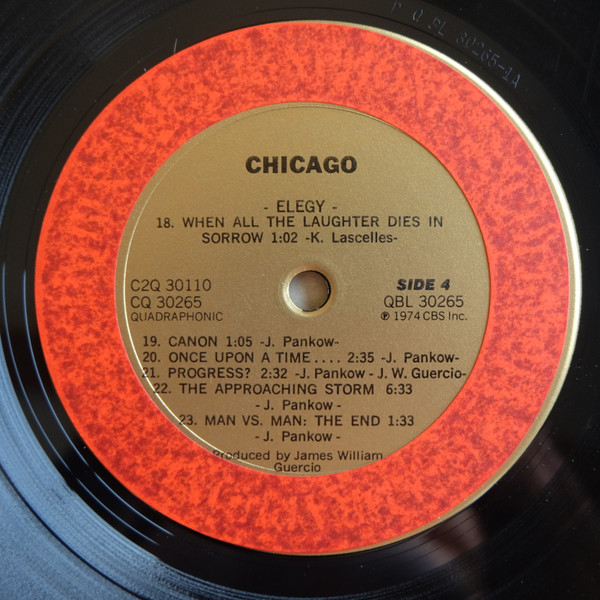 P Q BL 30265-1A
CHICAGO
- ELEGY -
18. WHEN ALL THE LAUGHTER DIES IN
SORROW 1:02 -K. Lascelles-
C2Q 30110
CQ 30265
QUADRAPHONIC
SIDE 4
QBL 30265
℗ 1974 CBS Inc.
19. CANON 1:05 -J. Pankow-
20. ONCE UPON A TIME.... 2:35 -J. Pankow-
21. PROGRESS? 2:32 -J. Pankow - J. W. Guercio-
22. THE APPROACHING STORM 6:33
- J. Pankow -
23. MAN VS. MAN: THE END 1:33
- J. Pankow -
Produced by James William
Guercio